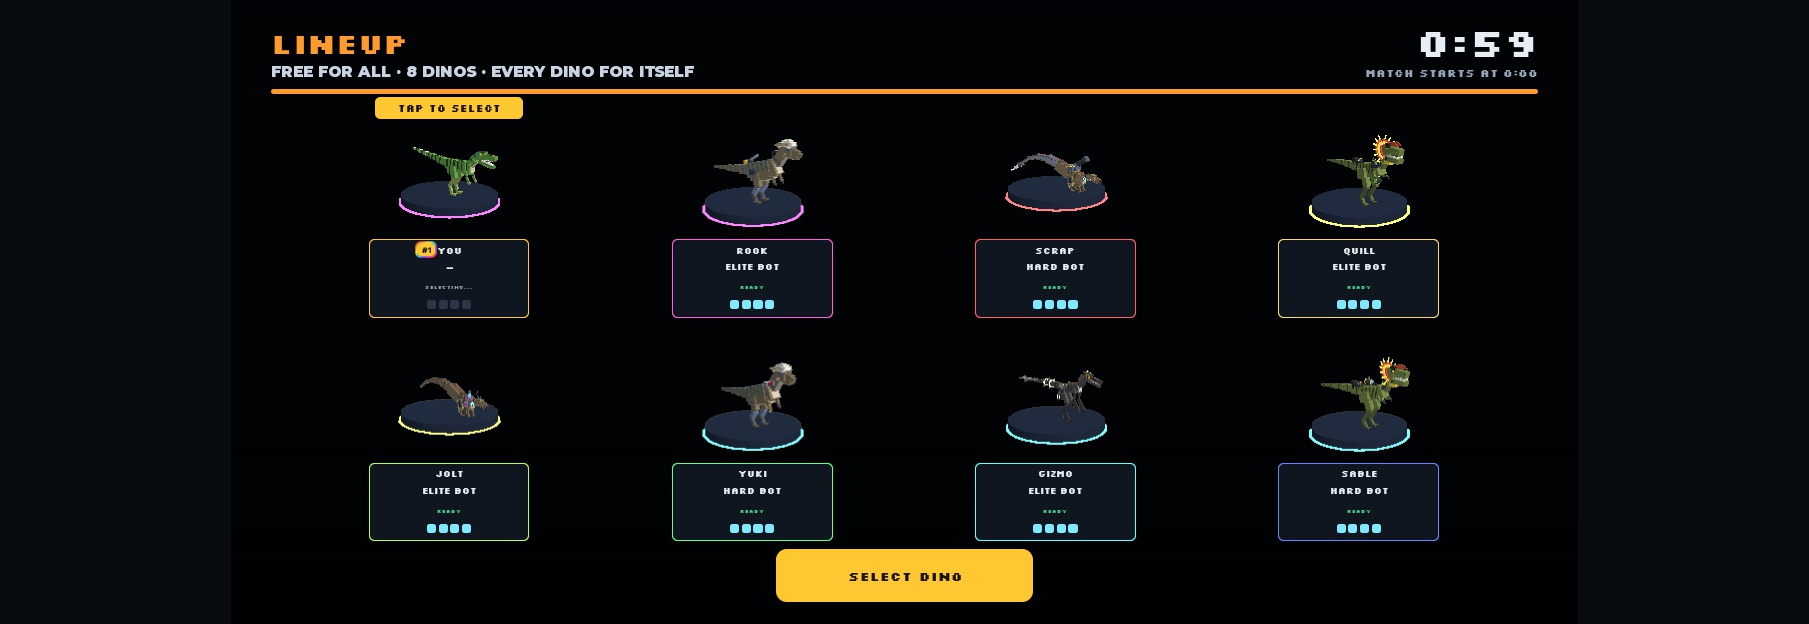 LINEUP
0:59
FREE FOR ALL · 8 DINOS · EVERY DINO FOR ITSELF
MATCH STARTS AT 0:00
TAP TO SELECT
#1 YOU
–
SELECTING...
ROOK
ELITE BOT
READY
SCRAP
HARD BOT
READY
QUILL
ELITE BOT
READY
JOLT
ELITE BOT
READY
YUKI
HARD BOT
READY
GIZMO
ELITE BOT
READY
SABLE
HARD BOT
READY
SELECT DINO